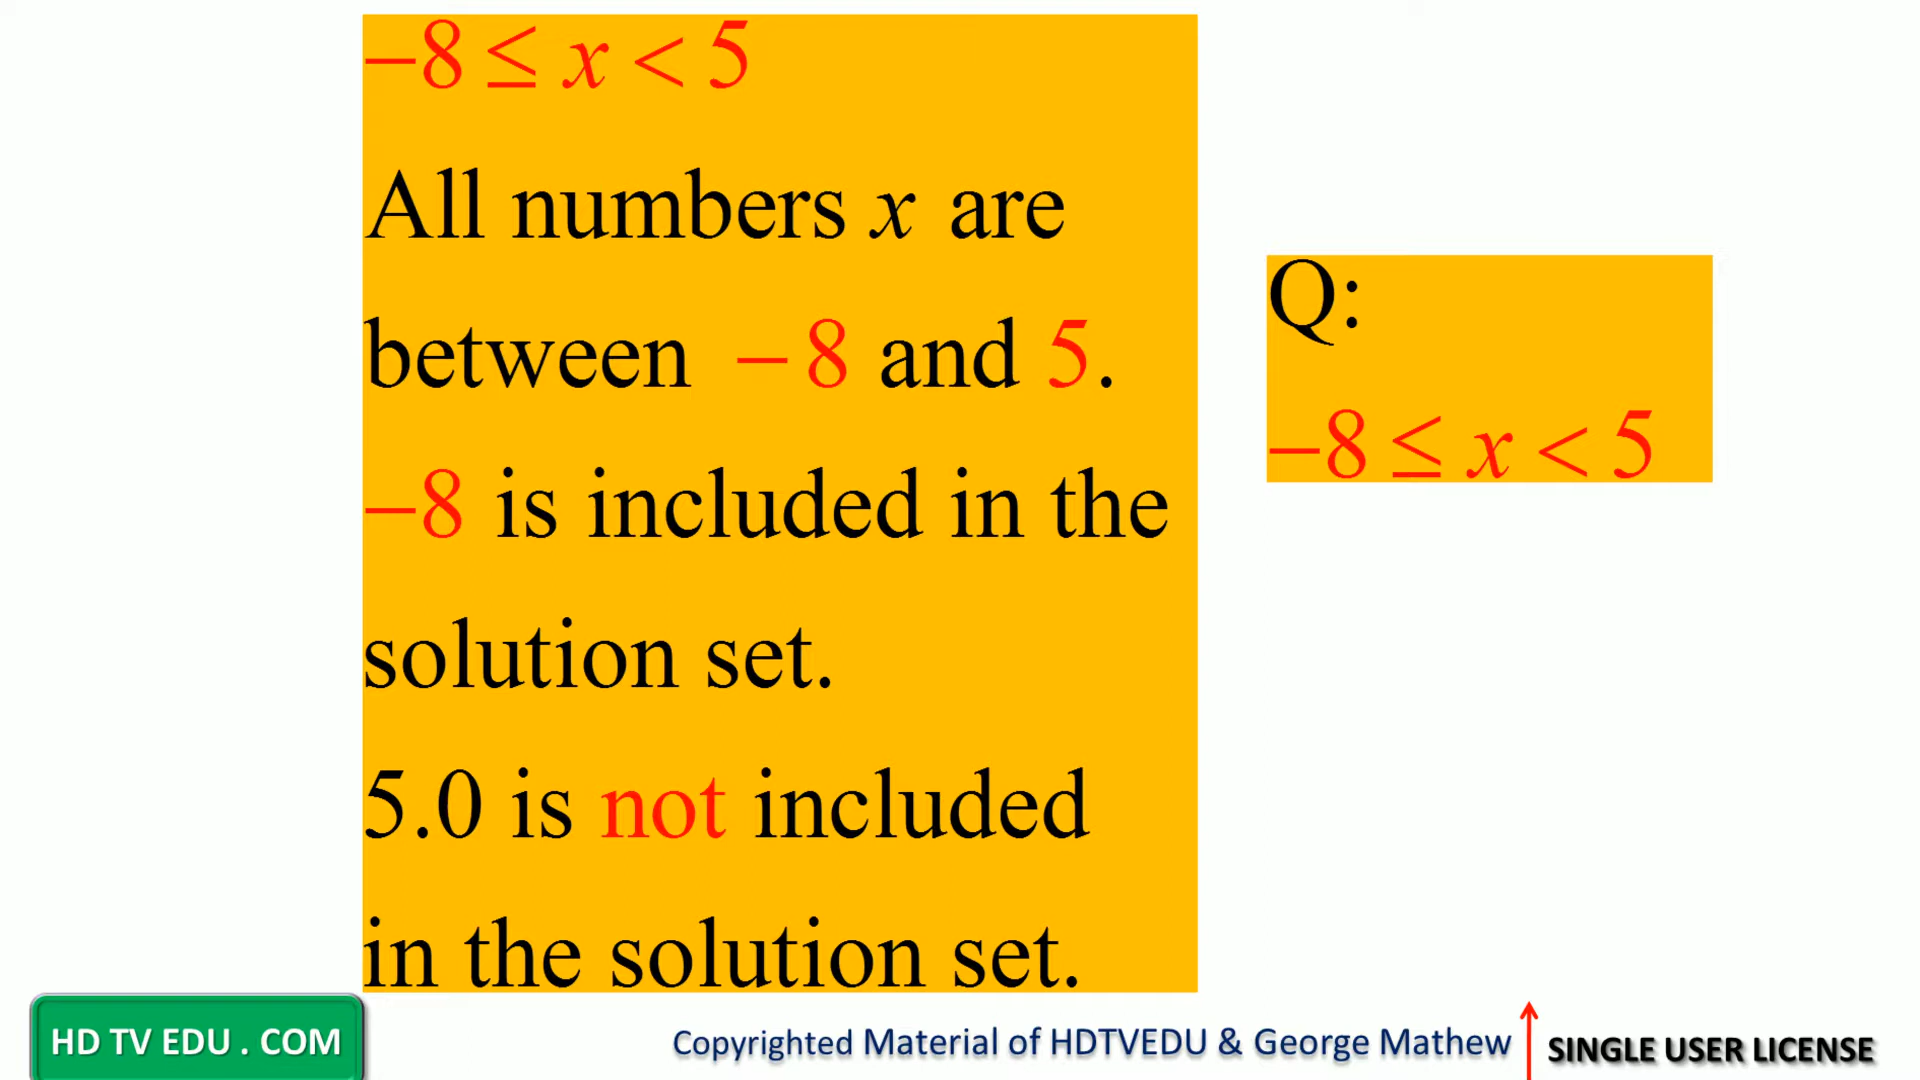 −8 ≤ x < 5
All numbers x are
between −8 and 5.
−8 is included in the
solution set.
5.0 is not included
in the solution set.
Q:
−8 ≤ x < 5
HD TV EDU . COM
Copyrighted Material of HDTVEDU & George Mathew
SINGLE USER LICENSE